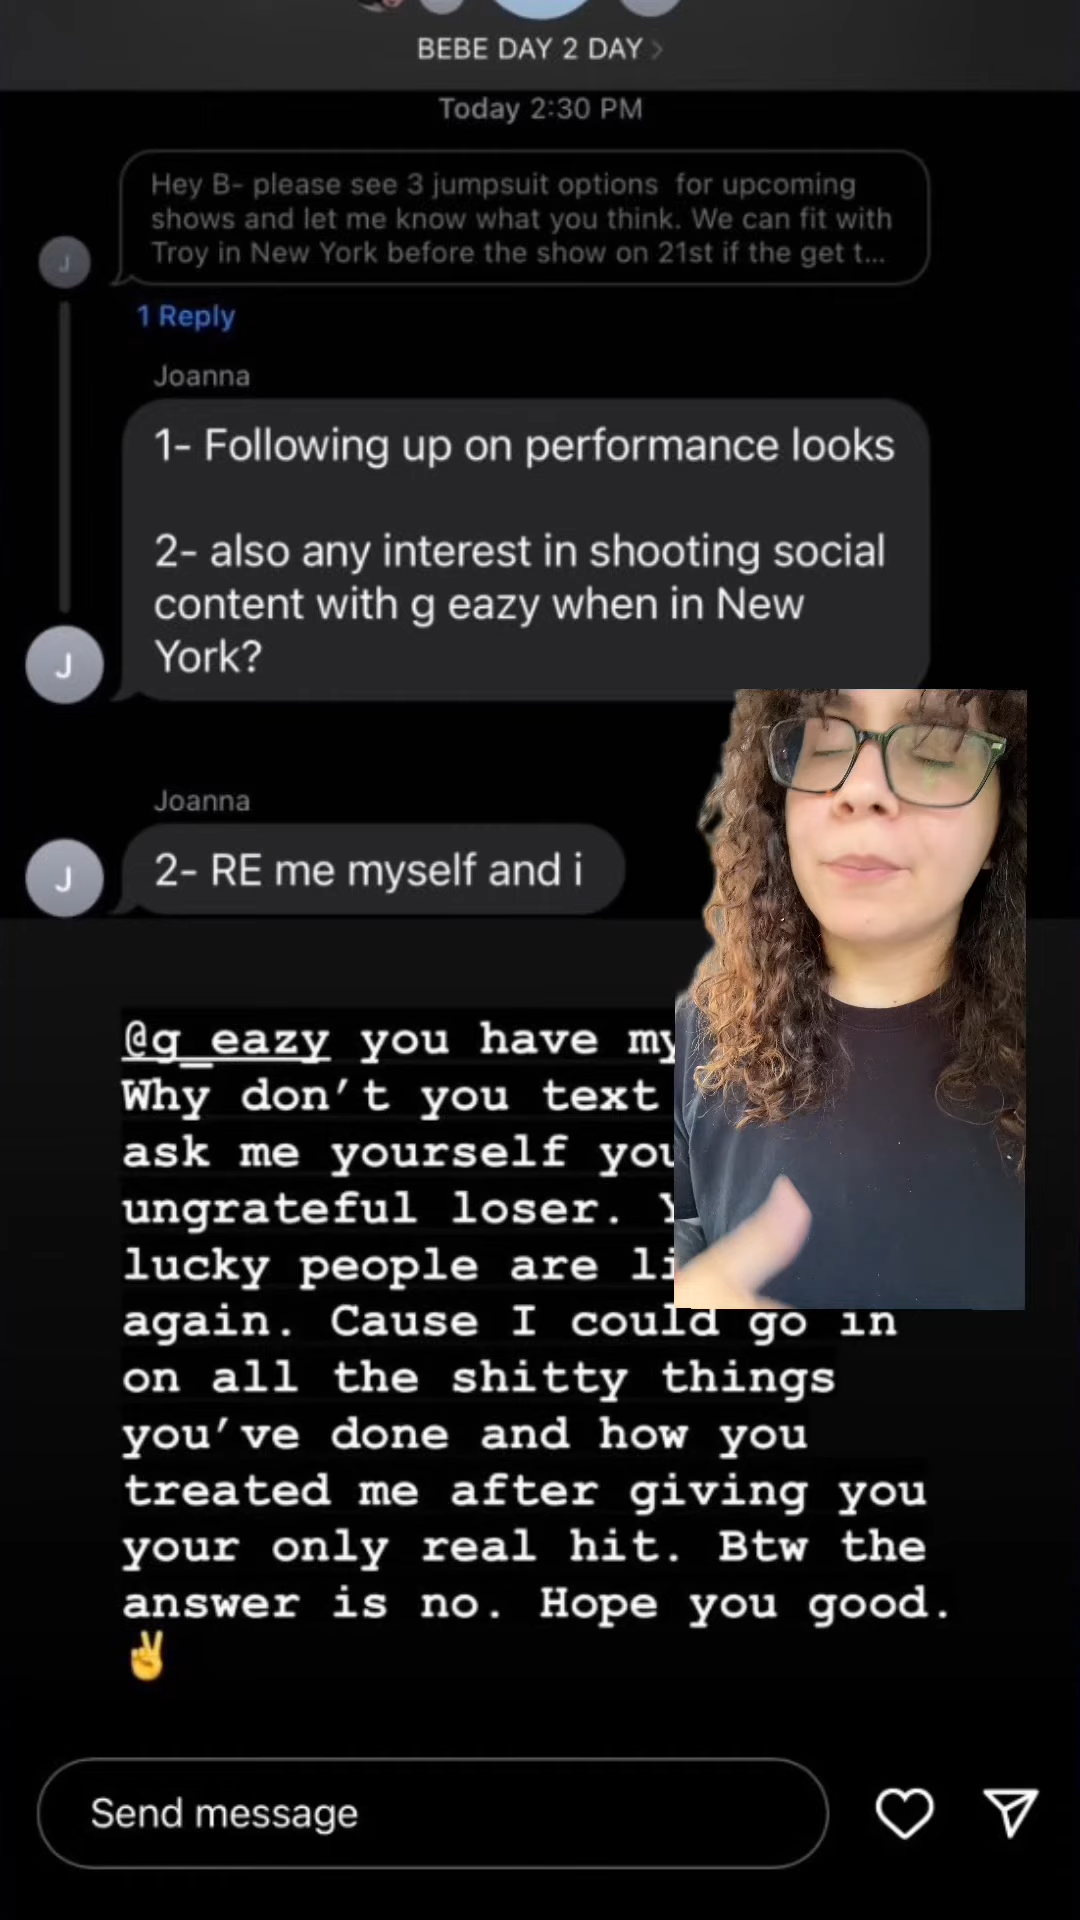 BEBE DAY 2 DAY
Today 2:30 PM
Hey B- please see 3 jumpsuit options for upcoming
shows and let me know what you think. We can fit with
Troy in New York before the show on 21st if the get t...
J
1 Reply
Joanna
1- Following up on performance looks
2- also any interest in shooting social
content with g eazy when in New
York?
J
Joanna
2- RE me myself and i
J
@g_eazy you have my
Why don't you text
ask me yourself
ungrateful loser.
lucky people are
again. Cause I could go in
on all the shitty things
you've done and how you
treated me after giving you
your only real hit. Btw the
answer is no. Hope you good.
✌️
Send message